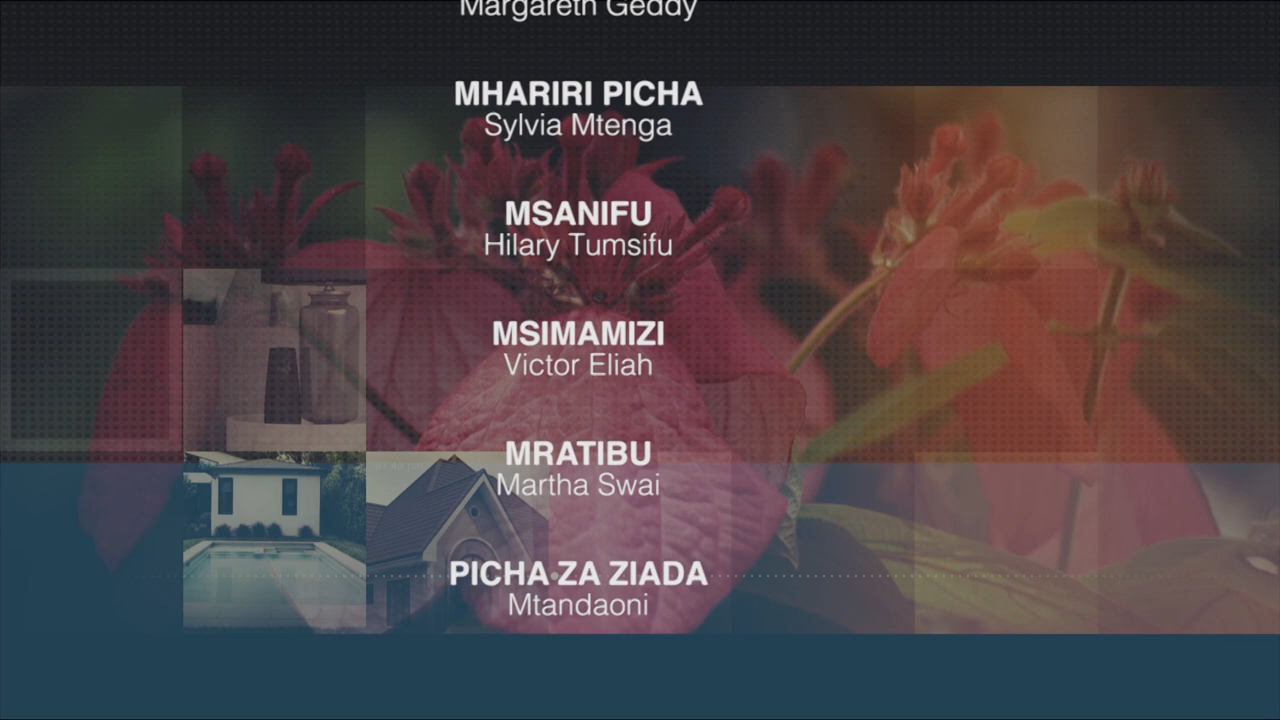 Margareth Geddy
MHARIRI PICHA
Sylvia Mtenga
MSANIFU
Hilary Tumsifu
MSIMAMIZI
Victor Eliah
MRATIBU
Martha Swai
PICHA ZA ZIADA
Mtandaoni